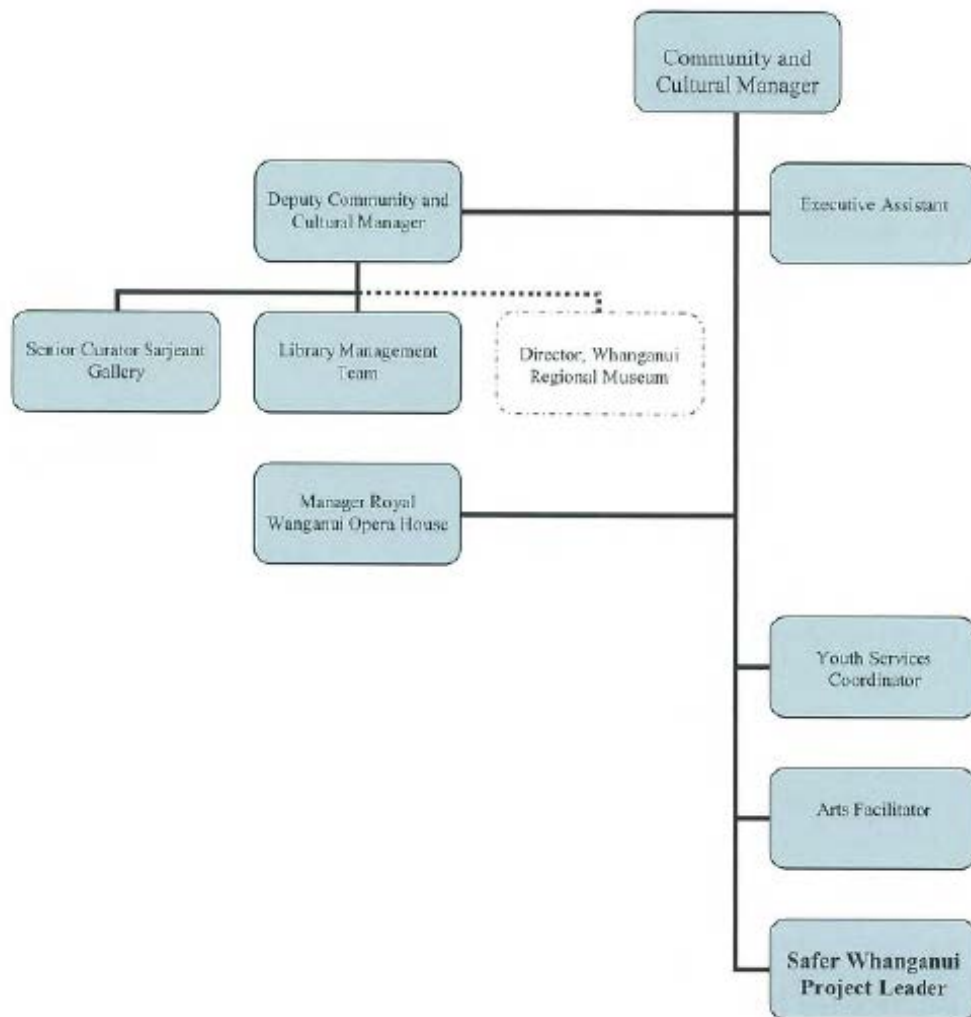 Community and
Cultural Manager
Deputy Community and
Cultural Manager
Executive Assistant
Senior Curator Sarjeant
Gallery
Library Management
Team
Director, Whanganui
Regional Museum
Manager Royal
Wanganui Opera House
Youth Services
Coordinator
Arts Facilitator
Safer Whanganui
Project Leader